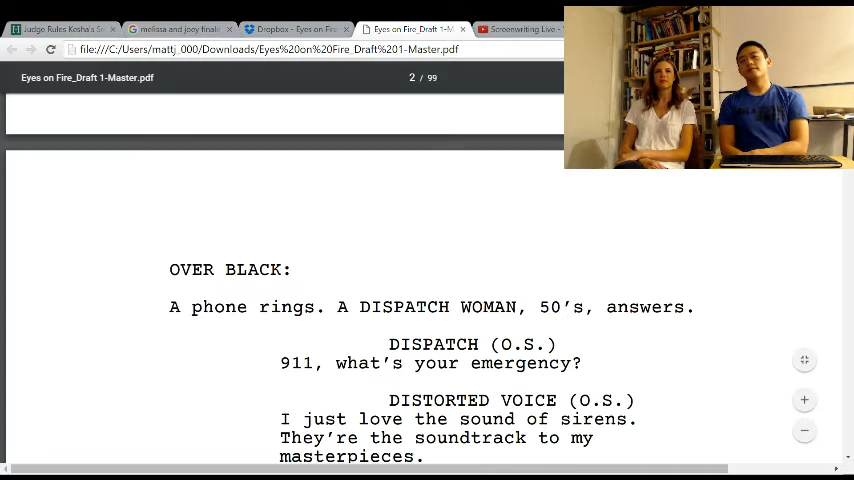 Judge Rules Kesha's Se
melissa and joey finali
Dropbox - Eyes on Fire
Eyes on Fire_Draft 1-M
Screenwriting Live -
file:///C:/Users/mattj_000/Downloads/Eyes%20on%20Fire_Draft%201-Master.pdf
Eyes on Fire_Draft 1-Master.pdf
2 / 99
OVER BLACK:
A phone rings. A DISPATCH WOMAN, 50's, answers.
DISPATCH (O.S.)
911, what's your emergency?
DISTORTED VOICE (O.S.)
I just love the sound of sirens.
They're the soundtrack to my
masterpieces.